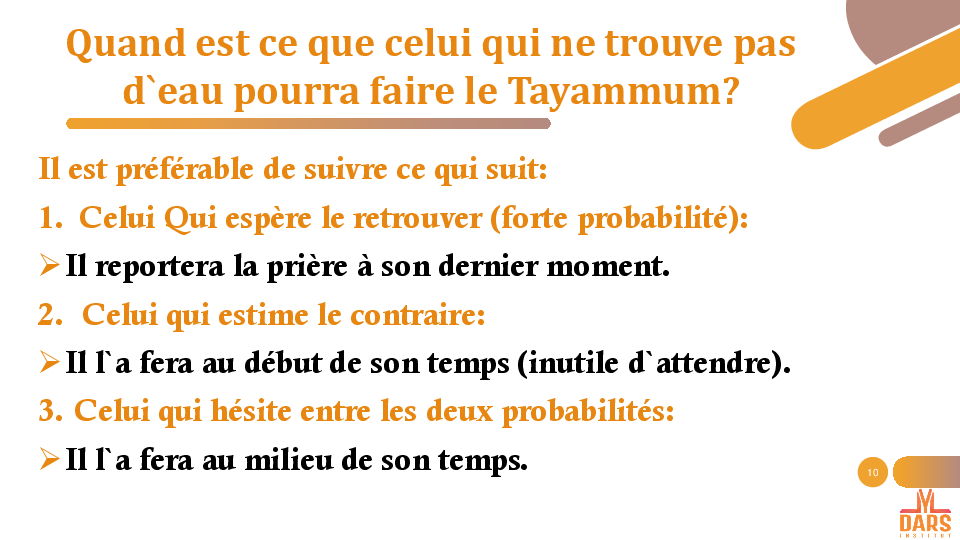 Quand est ce que celui qui ne trouve pas
d`eau pourra faire le Tayammum?
Il est préférable de suivre ce qui suit:
1. Celui Qui espère le retrouver (forte probabilité):
➢ Il reportera la prière à son dernier moment.
2. Celui qui estime le contraire:
➢ Il l`a fera au début de son temps (inutile d`attendre).
3. Celui qui hésite entre les deux probabilités:
➢ Il l`a fera au milieu de son temps.
10
DARS
INSTITUT